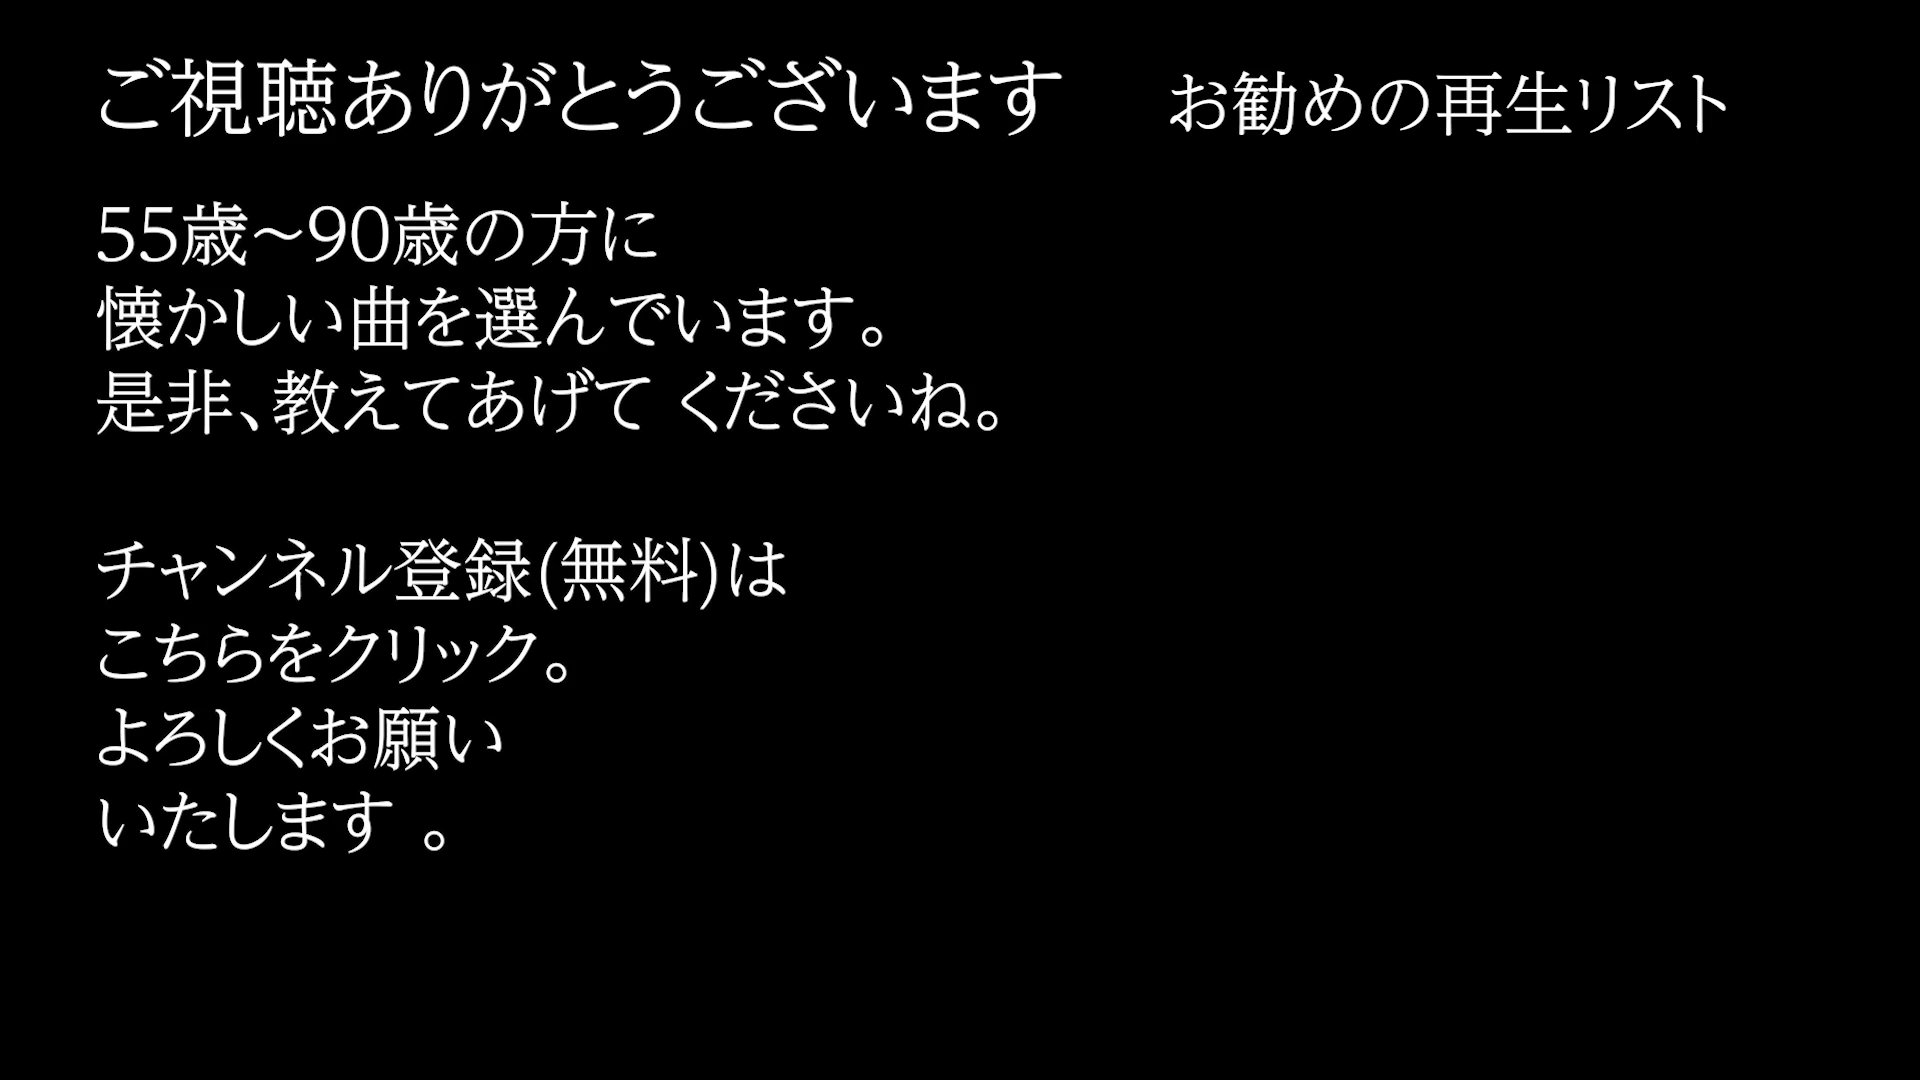 ご視聴ありがとうございます
お勧めの再生リスト
55歳~90歳の方に
懐かしい曲を選んでいます。
是非、教えてあげて くださいね。
チャンネル登録(無料)は
こちらをクリック。
よろしくお願い
いたします 。